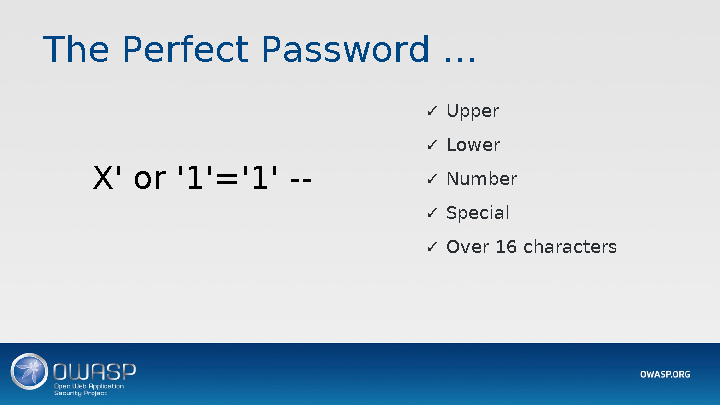 The Perfect Password ...
X' or '1'='1' --
✓ Upper
✓ Lower
✓ Number
✓ Special
✓ Over 16 characters
OWASP
Open Web Application
Security Project
OWASP.ORG